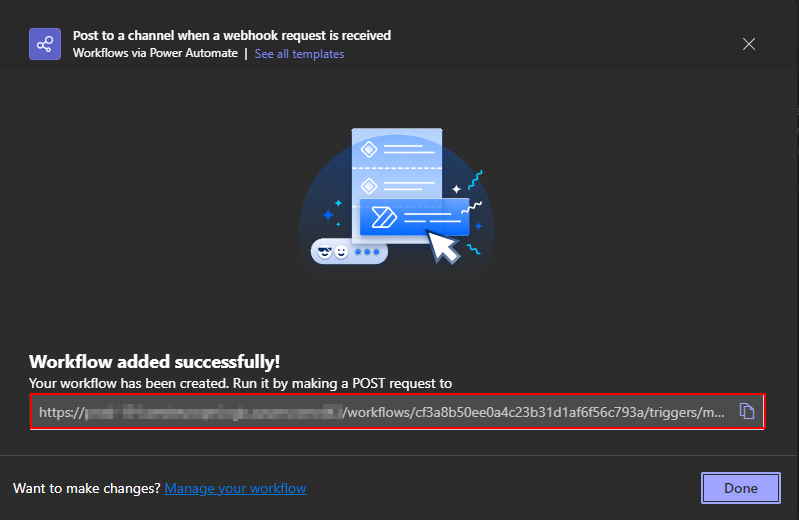 Post to a channel when a webhook request is received
Workflows via Power Automate | See all templates
Workflow added successfully!
Your workflow has been created. Run it by making a POST request to
https:// /workflows/cf3a8b50ee0a4c23b31d1af6f56c793a/triggers/m...
Want to make changes? Manage your workflow
Done